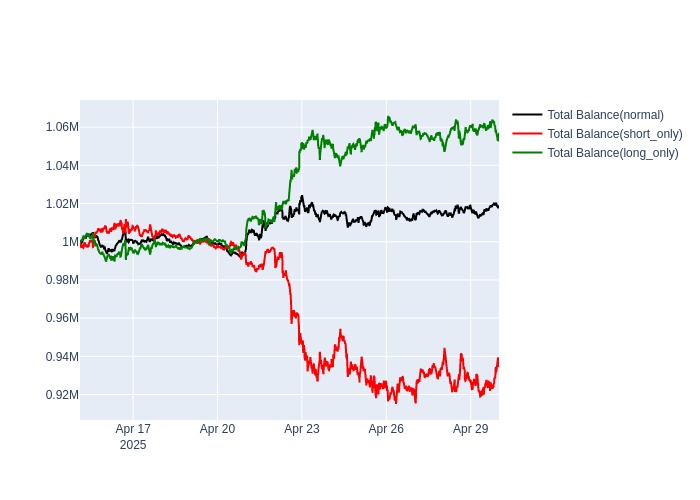 1.06M
1.04M
1.02M
1M
0.98M
0.96M
0.94M
0.92M
Apr 17
2025
Apr 20
Apr 23
Apr 26
Apr 29
Total Balance(normal)
Total Balance(short_only)
Total Balance(long_only)